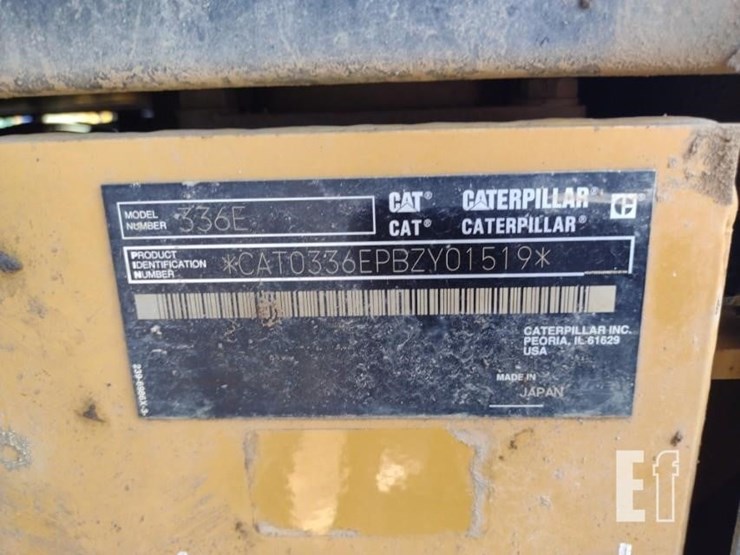 MODEL NUMBER 336E
CAT® CATERPILLAR®
CAT® CATERPILLAR®
PRODUCT IDENTIFICATION NUMBER *CAT0336EPBZY01519*
CATERPILLAR INC.
PEORIA, IL 61629
USA
MADE IN
JAPAN
Ef